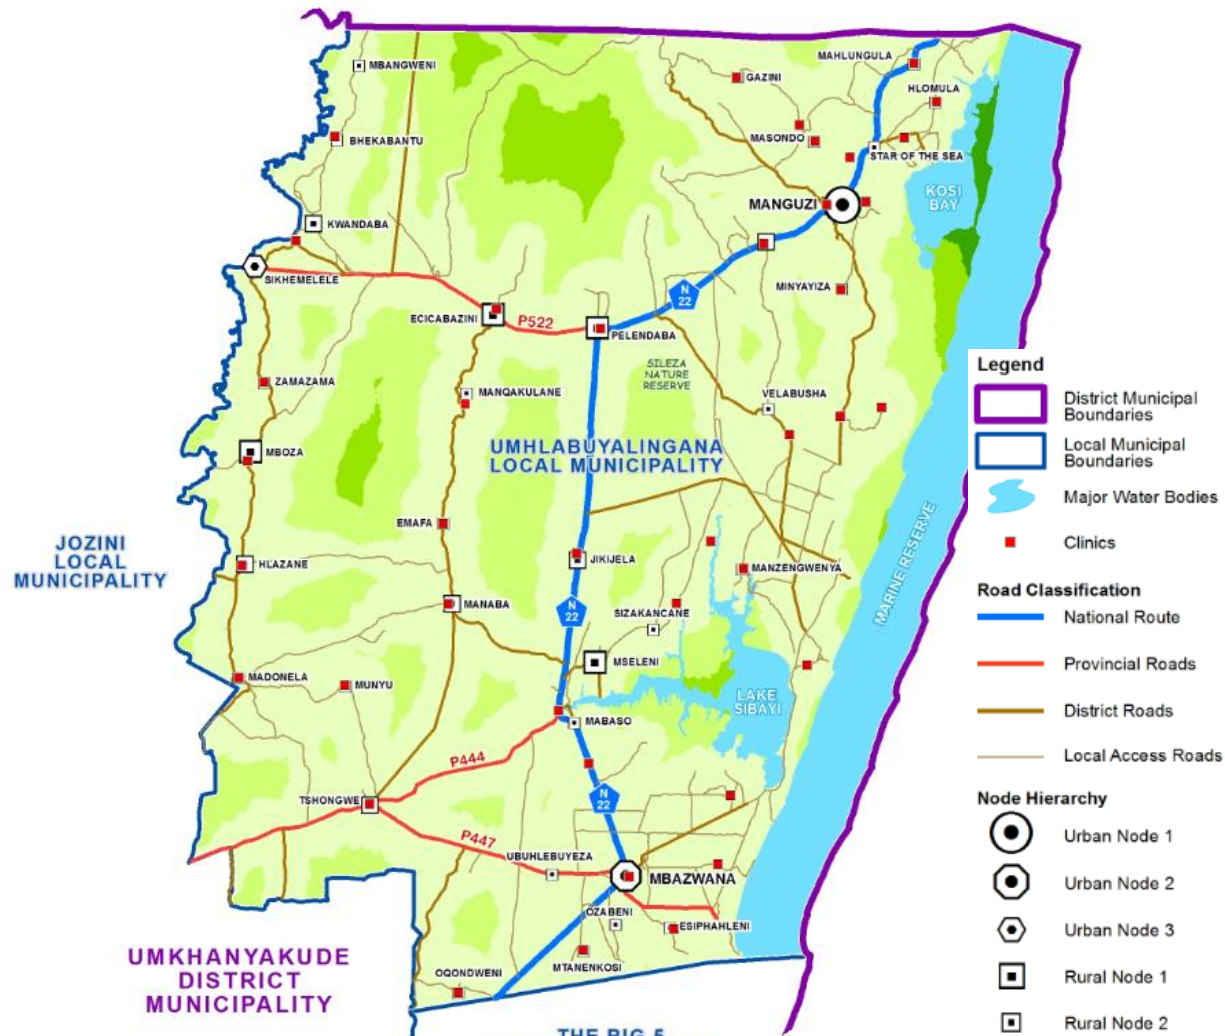 MAHLUNGULA
MBANGWENI
GAZINI
HLOMULA
BHEKABANTU
MASONDO
STAR OF THE SEA
KOSI
BAY
MANGUZI
KWANDABA
SIKHEMELELE
MINYAYIZA
N
22
ECICABAZINI
P522
PELENDABA
SILEZA
NATURE
RESERVE
ZAMAZAMA
MANQAKULANE
VELABUSHA
UMHLABUYALINGANA
LOCAL MUNICIPALITY
MBOZA
EMAFA
JOZINI
LOCAL
MUNICIPALITY
HLAZANE
JIKIJELA
MANZENGWENYA
MARINE RESERVE
MANABA
N
22
SIZAKANCANE
MSELENI
MADONELA
MUNYU
LAKE
SIBAYI
MABASO
P444
TSHONGWE
N
22
P447
UBUHLEBUYEZA
MBAZWANA
OZABENI
ESIPHAHLENI
MTANENKOSI
OQONDWENI
UMKHANYAKUDE
DISTRICT
MUNICIPALITY
THE BIG 5
Legend
District Municipal
Boundaries
Local Municipal
Boundaries
Major Water Bodies
Clinics
Road Classification
National Route
Provincial Roads
District Roads
Local Access Roads
Node Hierarchy
Urban Node 1
Urban Node 2
Urban Node 3
Rural Node 1
Rural Node 2